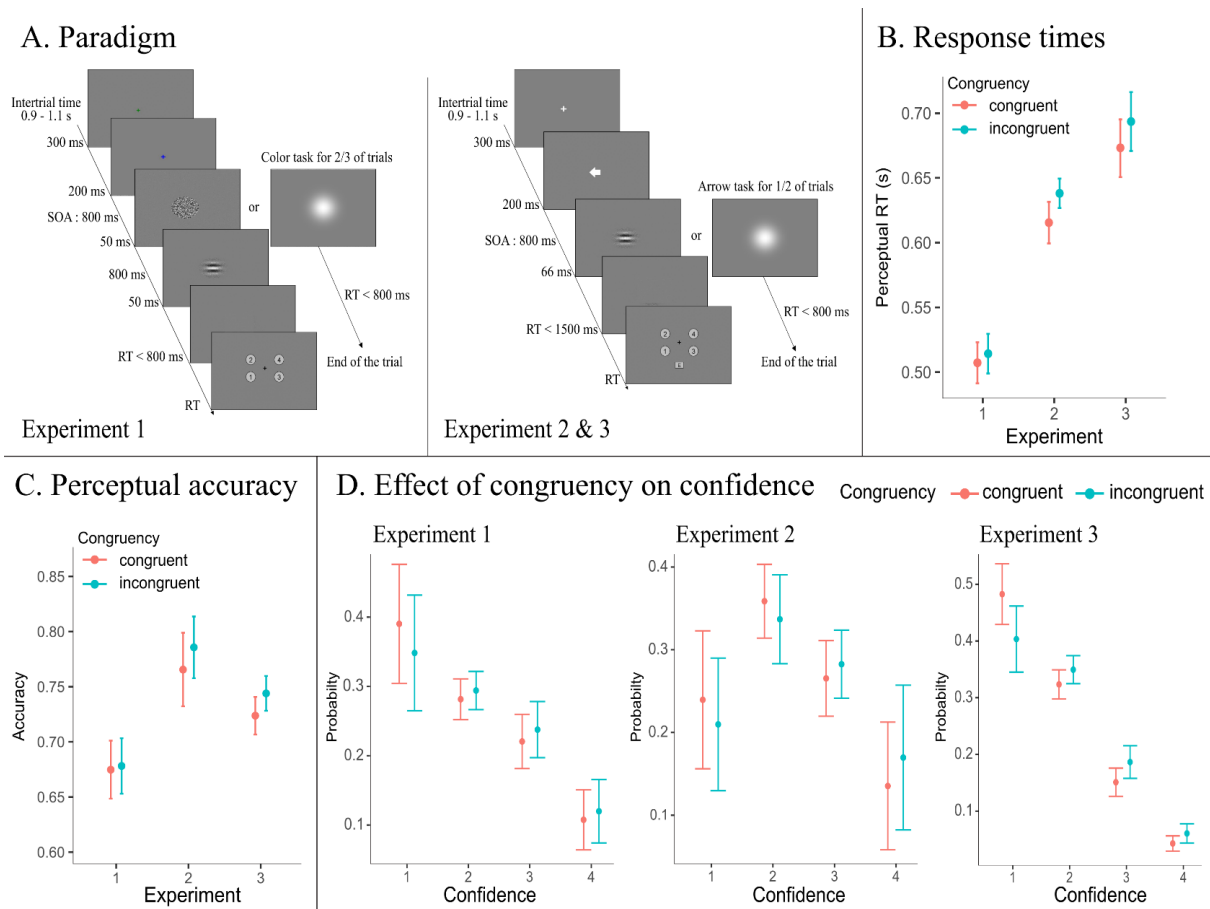 A. Paradigm
Intertrial time
0.9 - 1.1 s
300 ms
200 ms
SOA : 800 ms
50 ms
800 ms
50 ms
RT < 800 ms
RT
Color task for 2/3 of trials
or
RT < 800 ms
End of the trial
2 4
1 3
Experiment 1
Intertrial time
0.9 - 1.1 s
300 ms
200 ms
SOA : 800 ms
66 ms
RT < 1500 ms
RT
Arrow task for 1/2 of trials
or
RT < 800 ms
End of the trial
2 4
1 3
E
Experiment 2 & 3
B. Response times
Congruency
congruent
incongruent
Perceptual RT (s)
0.70
0.65
0.60
0.55
0.50
1 2 3
Experiment
C. Perceptual accuracy
Congruency
congruent
incongruent
Accuracy
0.85
0.80
0.75
0.70
0.65
0.60
1 2 3
Experiment
D. Effect of congruency on confidence
Congruency congruent incongruent
Experiment 1
Probability
0.4
0.3
0.2
0.1
1 2 3 4
Confidence
Experiment 2
Probability
0.4
0.3
0.2
0.1
1 2 3 4
Confidence
Experiment 3
Probability
0.5
0.4
0.3
0.2
0.1
1 2 3 4
Confidence